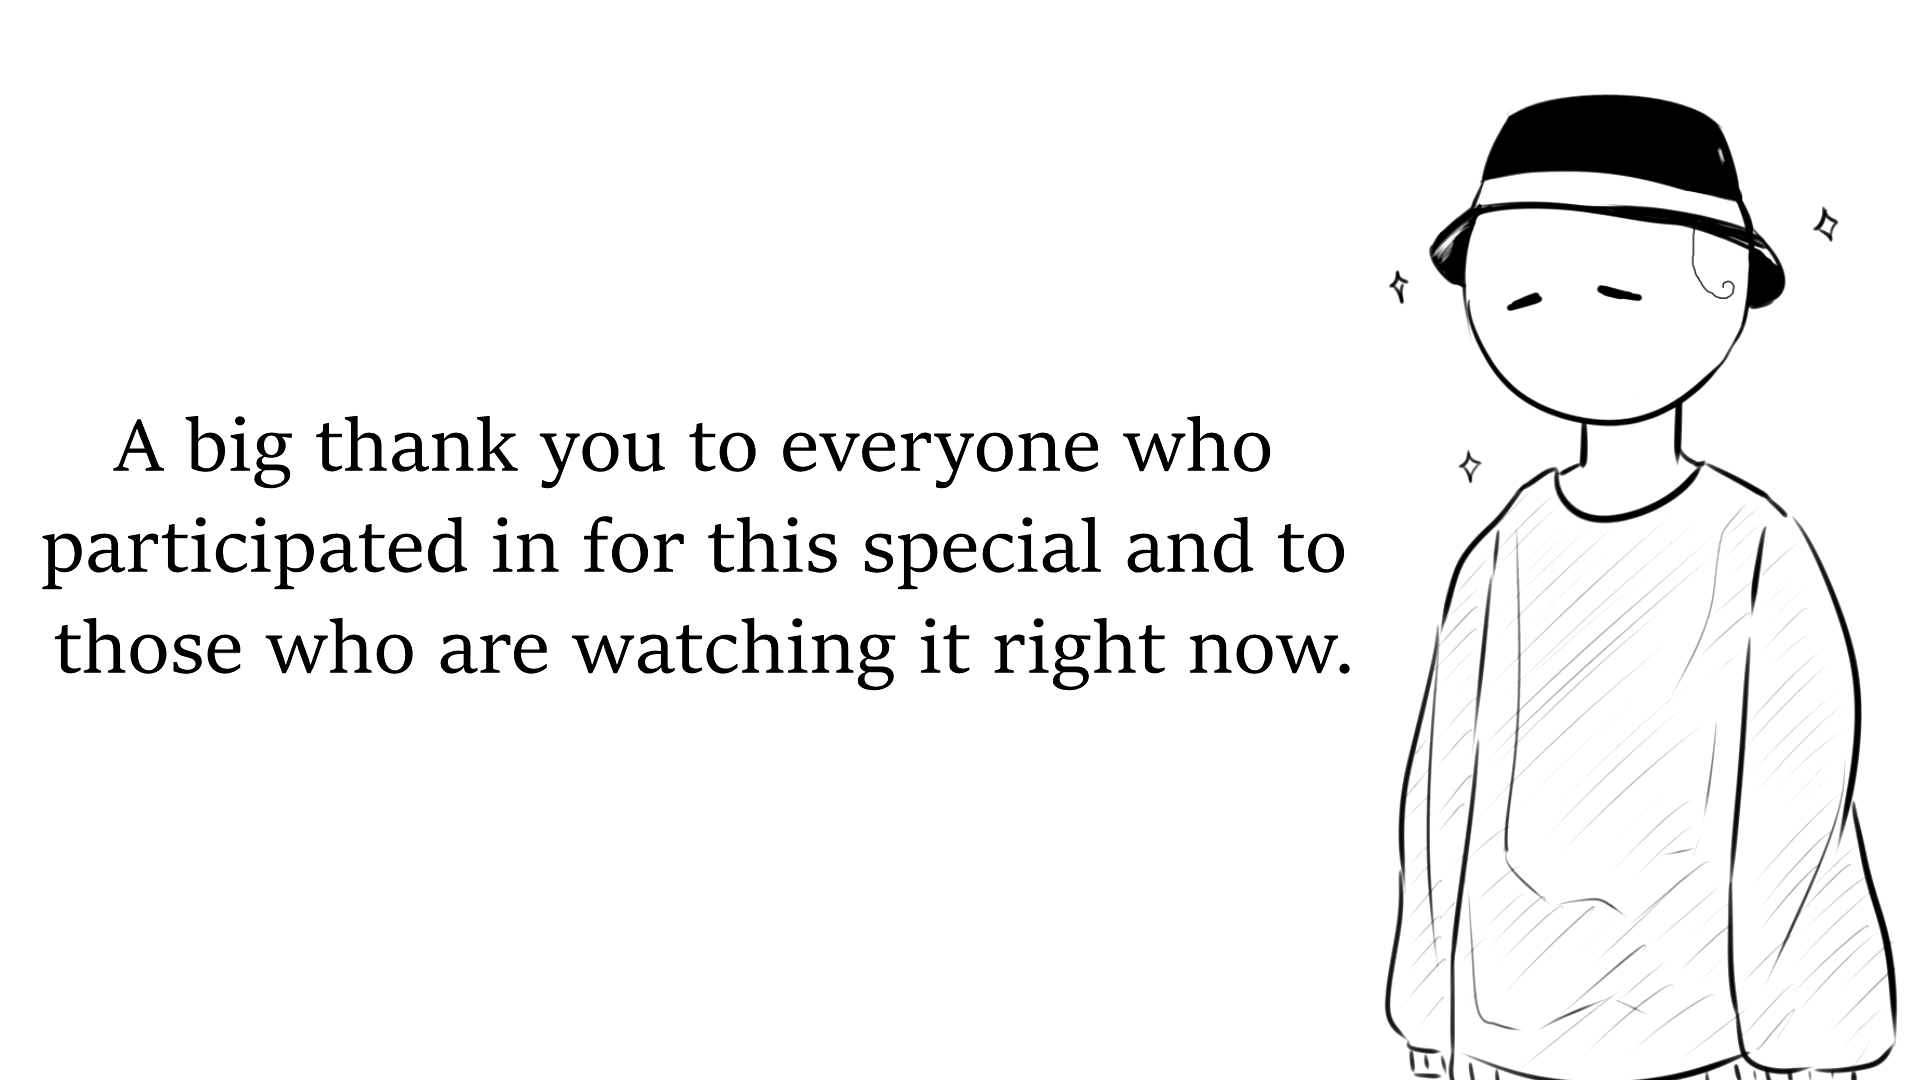 A big thank you to everyone who
participated in for this special and to
those who are watching it right now.